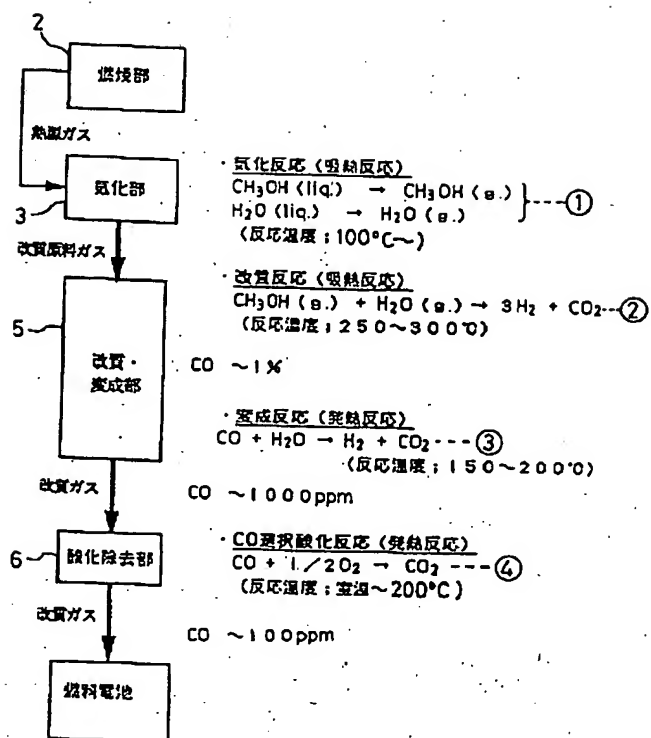 2
燃焼部
熱源ガス
気化部
3
・気化反応(吸熱反応)
CH₃OH (liq.) → CH₃OH (g.)
H₂O (liq.) → H₂O (g.)
---①
(反応温度;100℃~)
改質原料ガス
・改質反応(吸熱反応)
CH₃OH (g.) + H₂O (g.) → 3H₂ + CO₂---②
(反応温度;250~300℃)
5
改質・
変成部
CO ~1%
・変成反応(発熱反応)
CO + H₂O → H₂ + CO₂---③
(反応温度;150~200℃)
改質ガス
CO ~1000ppm
6
酸化除去部
・CO選択酸化反応(発熱反応)
CO + 1/2O₂ → CO₂ ---④
(反応温度;室温~200℃)
改質ガス
CO ~100ppm
燃料電池